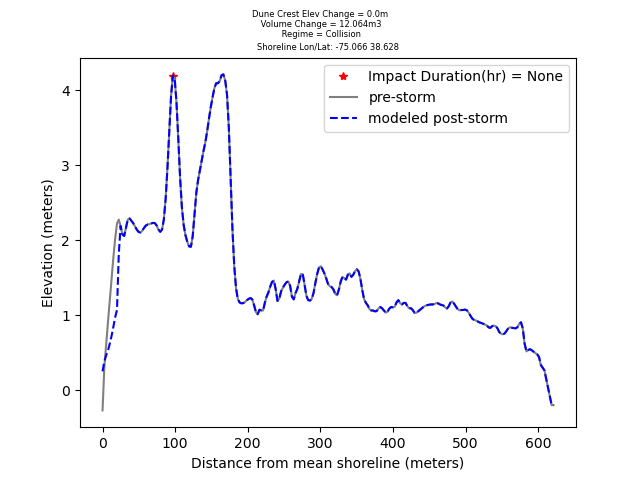 Dune Crest Elev Change = 0.0m
Volume Change = 12.064m3
Regime = Collision
Shoreline Lon/Lat: -75.066 38.628
Impact Duration(hr) = None
pre-storm
modeled post-storm
4
3
2
1
0
Elevation (meters)
0 100 200 300 400 500 600
Distance from mean shoreline (meters)